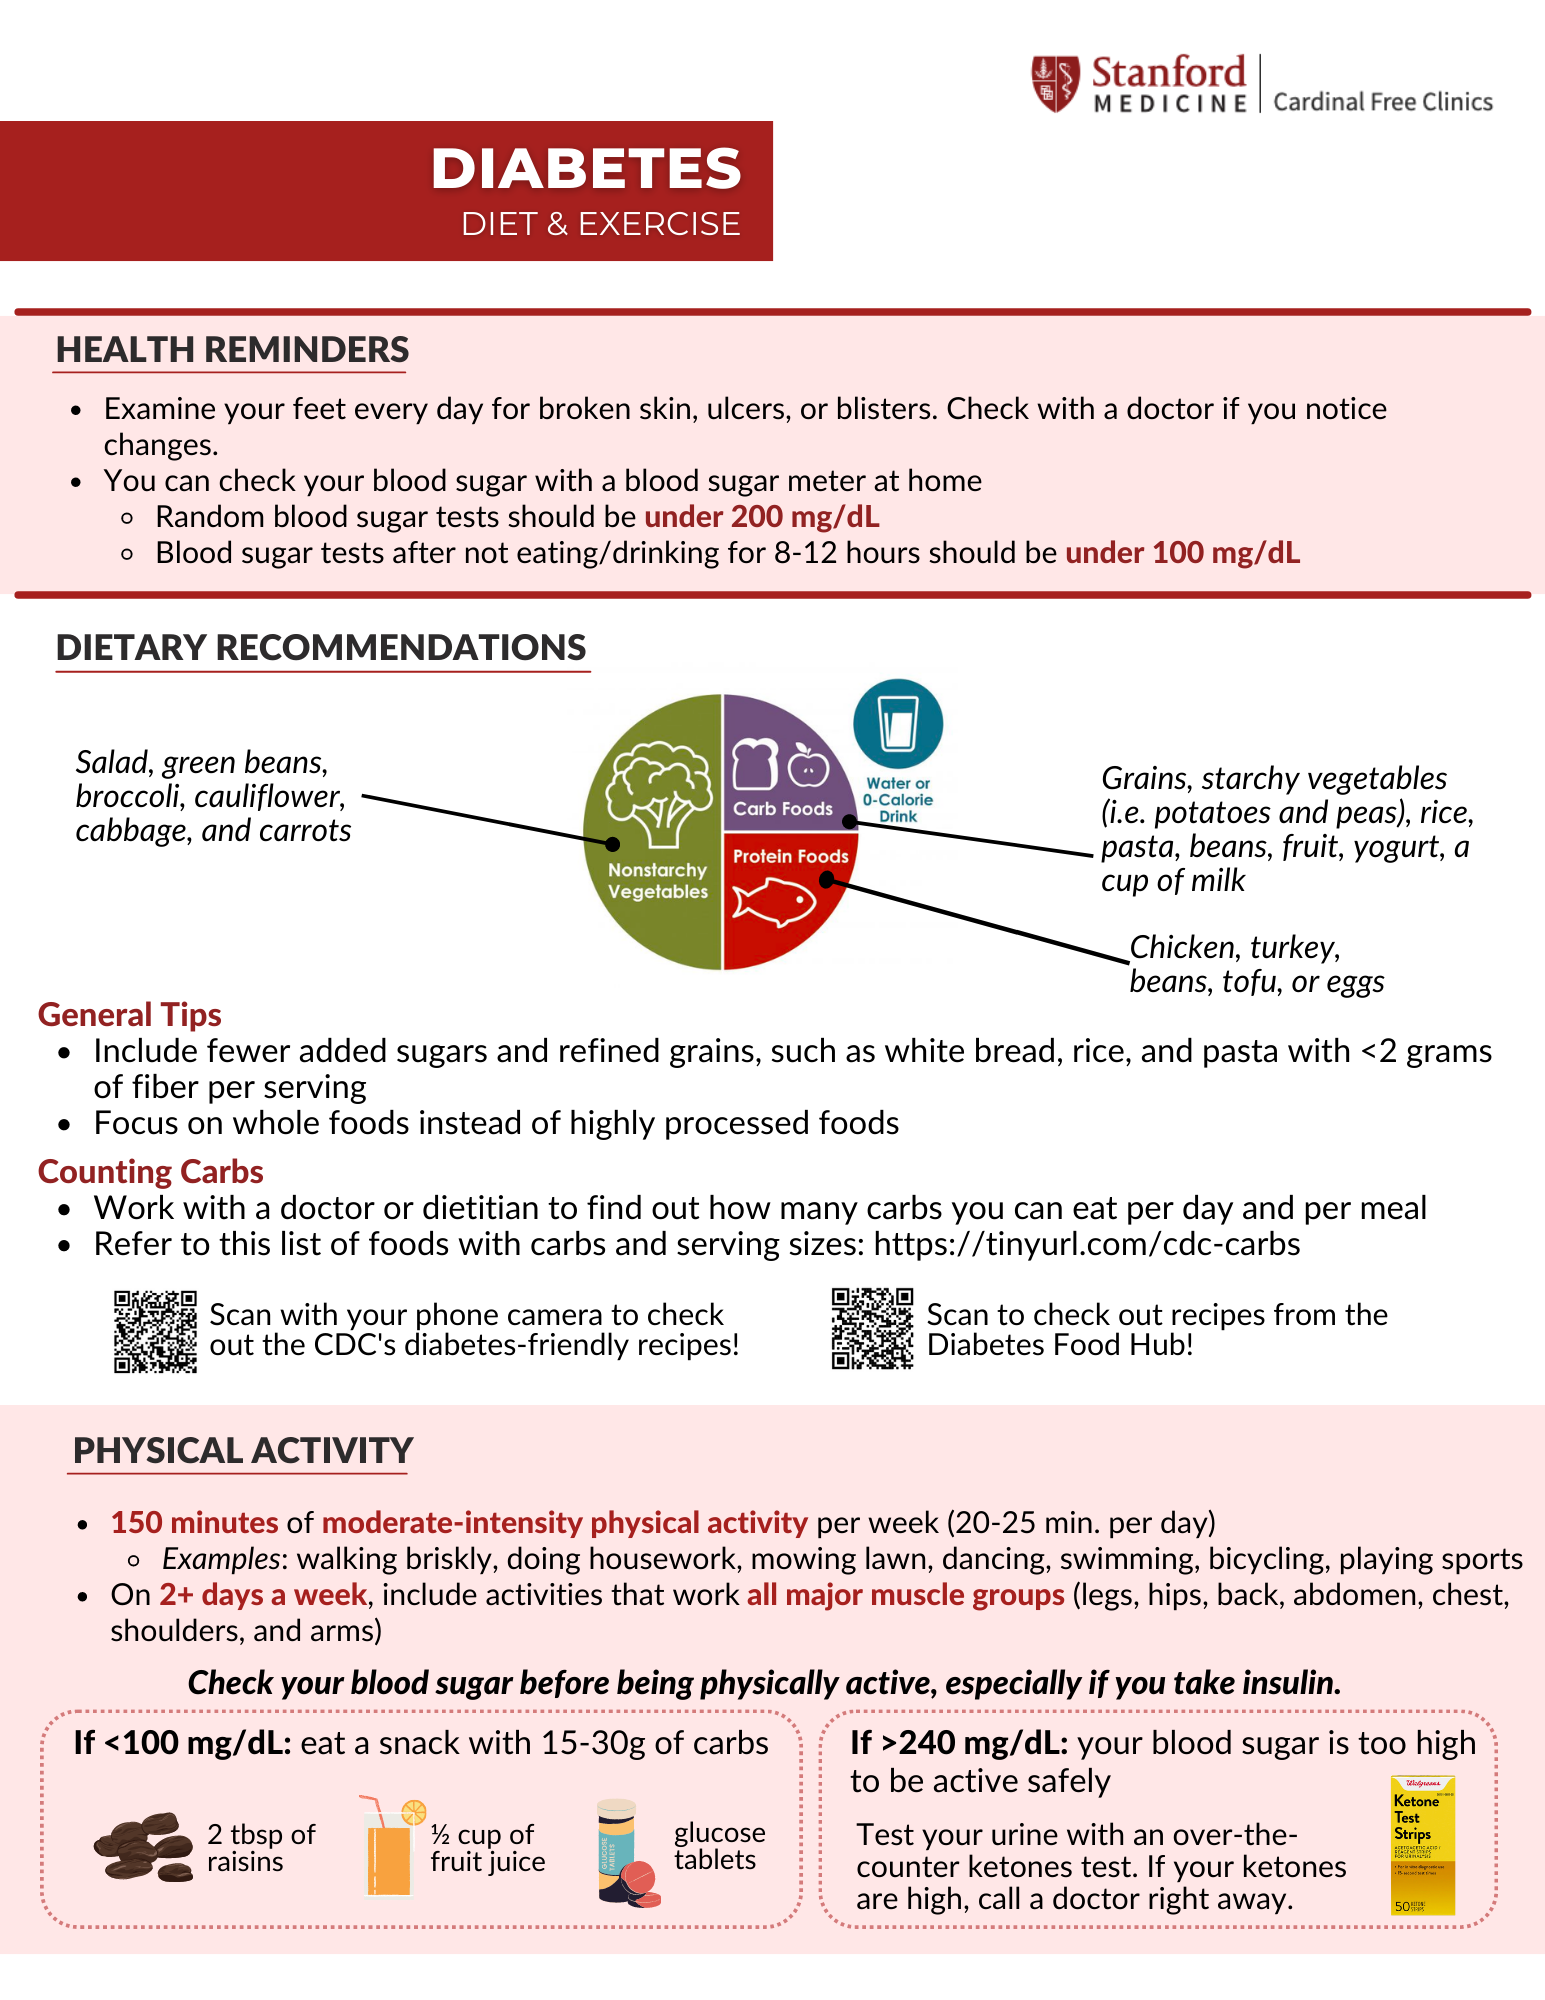 Stanford
MEDICINE
Cardinal Free Clinics
DIABETES
DIET & EXERCISE
HEALTH REMINDERS
• Examine your feet every day for broken skin, ulcers, or blisters. Check with a doctor if you notice
changes.
• You can check your blood sugar with a blood sugar meter at home
◦ Random blood sugar tests should be under 200 mg/dL
◦ Blood sugar tests after not eating/drinking for 8-12 hours should be under 100 mg/dL
DIETARY RECOMMENDATIONS
Salad, green beans,
broccoli, cauliflower,
cabbage, and carrots
Nonstarchy
Vegetables
Carb Foods
Protein Foods
Water or
0-Calorie
Drink
Grains, starchy vegetables
(i.e. potatoes and peas), rice,
pasta, beans, fruit, yogurt, a
cup of milk
Chicken, turkey,
beans, tofu, or eggs
General Tips
• Include fewer added sugars and refined grains, such as white bread, rice, and pasta with <2 grams
of fiber per serving
• Focus on whole foods instead of highly processed foods
Counting Carbs
• Work with a doctor or dietitian to find out how many carbs you can eat per day and per meal
• Refer to this list of foods with carbs and serving sizes: https://tinyurl.com/cdc-carbs
Scan with your phone camera to check
out the CDC's diabetes-friendly recipes!
Scan to check out recipes from the
Diabetes Food Hub!
PHYSICAL ACTIVITY
• 150 minutes of moderate-intensity physical activity per week (20-25 min. per day)
◦ Examples: walking briskly, doing housework, mowing lawn, dancing, swimming, bicycling, playing sports
• On 2+ days a week, include activities that work all major muscle groups (legs, hips, back, abdomen, chest,
shoulders, and arms)
Check your blood sugar before being physically active, especially if you take insulin.
If <100 mg/dL: eat a snack with 15-30g of carbs
2 tbsp of
raisins
½ cup of
fruit juice
GLUCOSE
TABLETS
glucose
tablets
If >240 mg/dL: your blood sugar is too high
to be active safely
Test your urine with an over-the-
counter ketones test. If your ketones
are high, call a doctor right away.
Walgreens
Ketone
Test
Strips
50